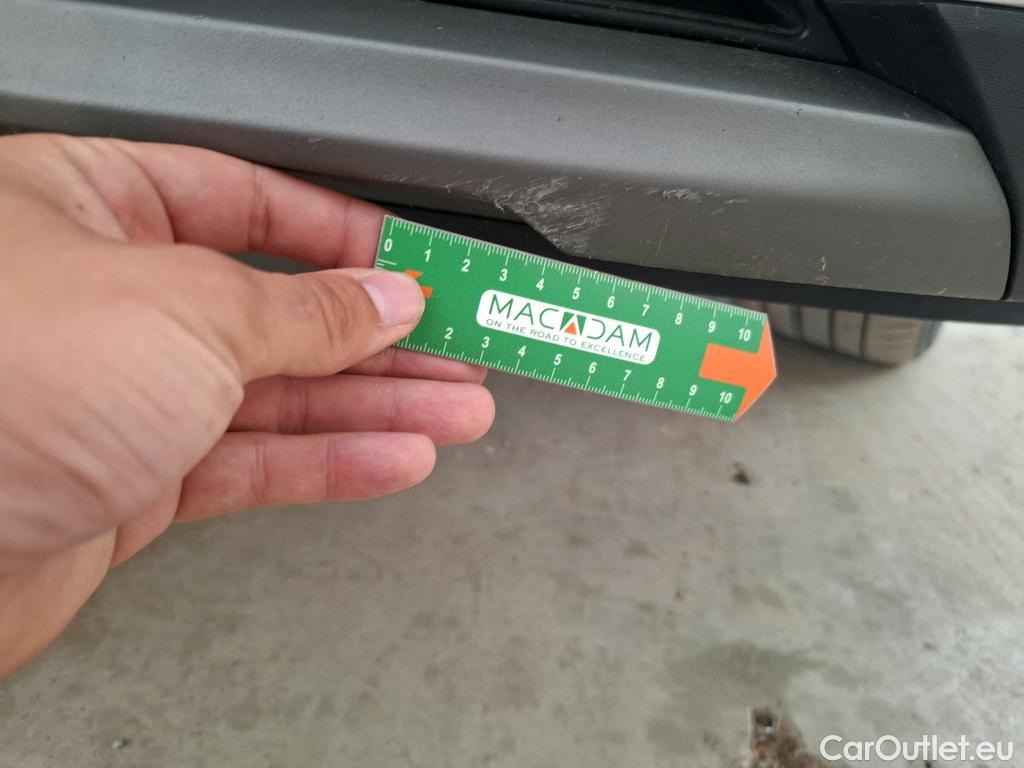 0 1 2 3 4 5 6 7 8 9 10
MACADAM
ON THE ROAD TO EXCELLENCE
2 3 4 5 6 7 8 9 10
CarOutlet.eu